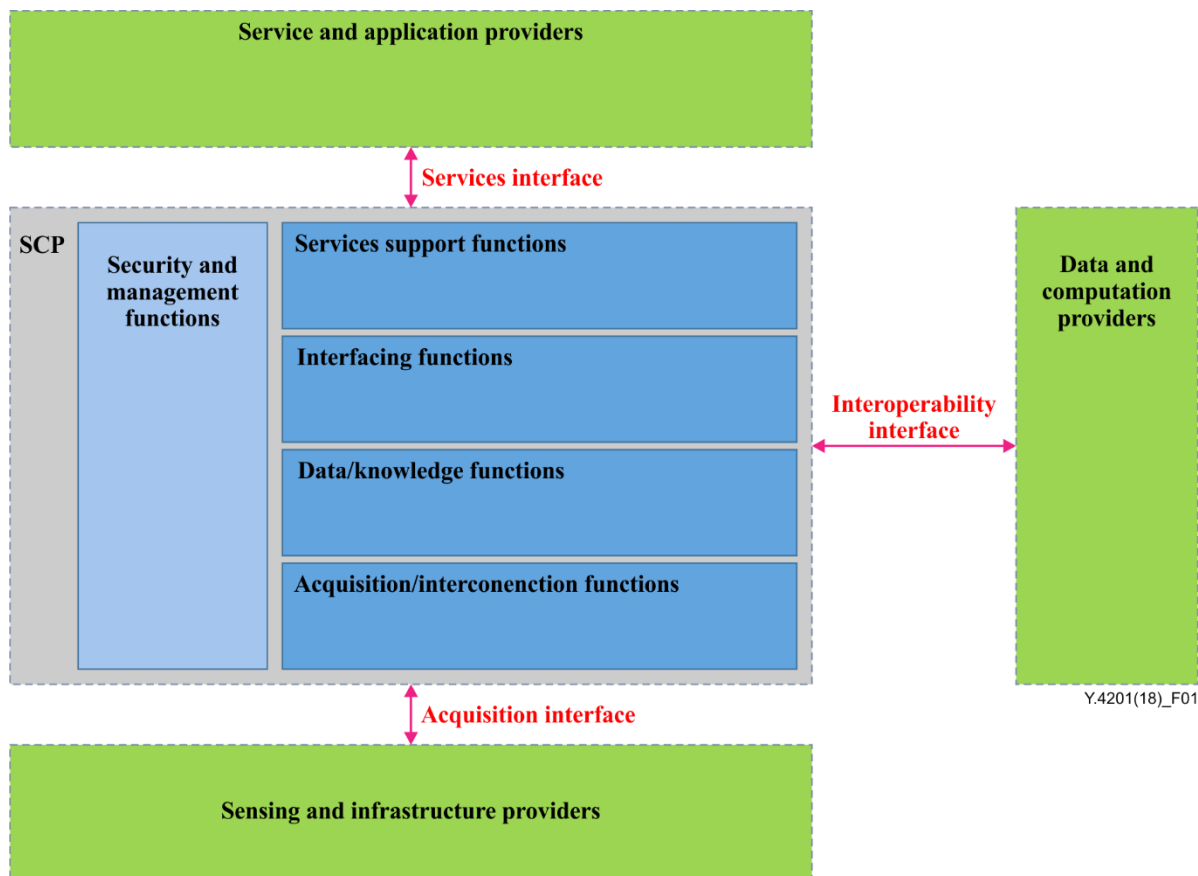 Service and application providers
Services interface
SCP
Security and
management
functions
Services support functions
Interfacing functions
Data/knowledge functions
Acquisition/interconenction functions
Interoperability
interface
Data and
computation
providers
Y.4201(18)_F01
Acquisition interface
Sensing and infrastructure providers